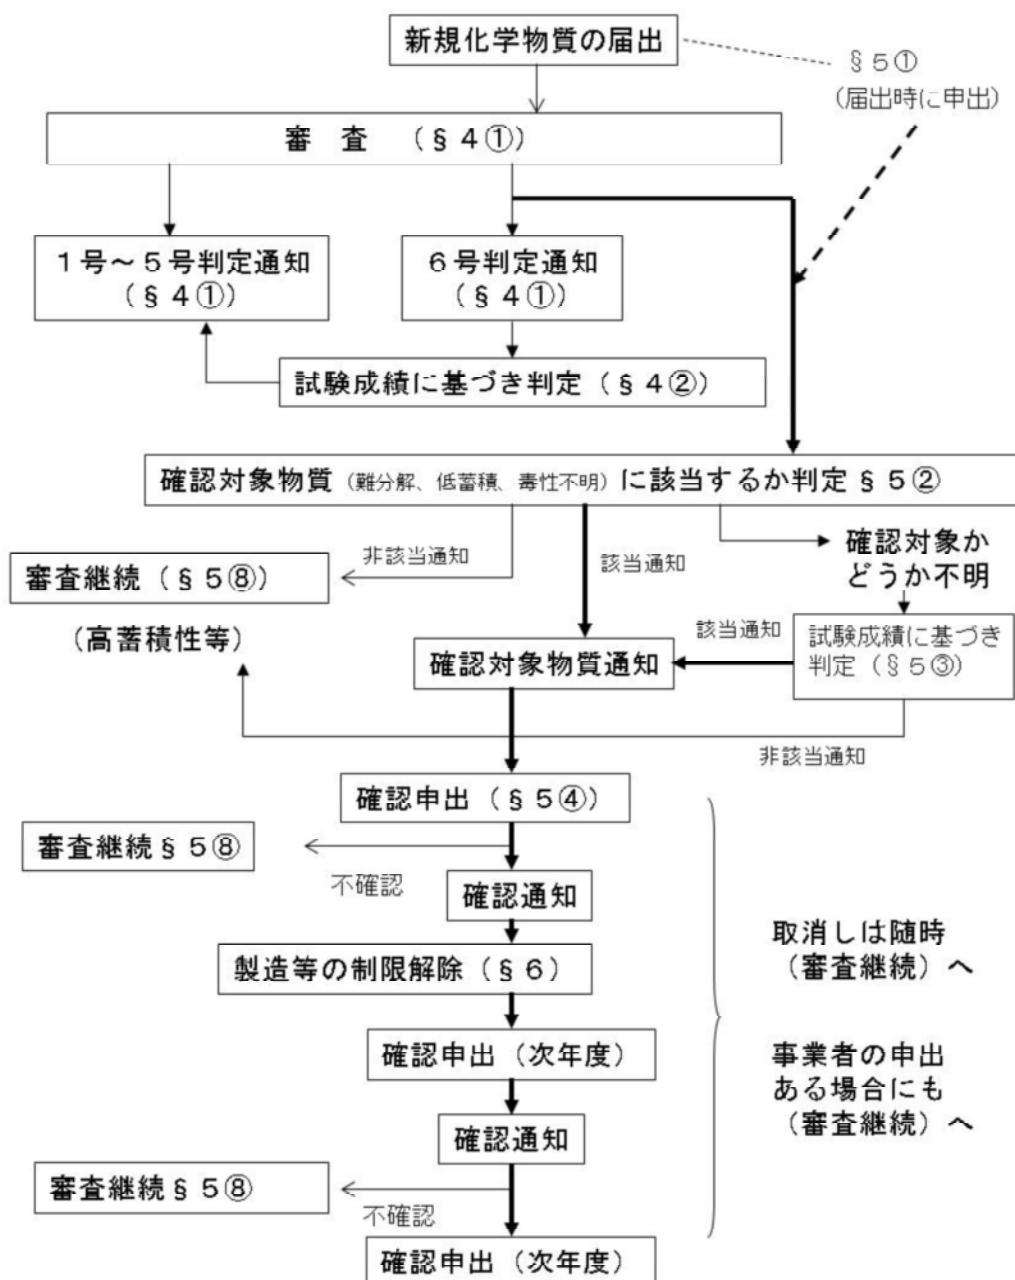 新規化学物質の届出
§５①
（届出時に申出）
審　査　（§４①）
１号～５号判定通知
（§４①）
６号判定通知
（§４①）
試験成績に基づき判定（§４②）
確認対象物質（難分解、低蓄積、毒性不明）に該当するか判定§５②
非該当通知
該当通知
確認対象か
どうか不明
審査継続（§５⑧）
（高蓄積性等）
該当通知
試験成績に基づき
判定（§５③）
確認対象物質通知
非該当通知
確認申出（§５④）
審査継続§５⑧
不確認
確認通知
製造等の制限解除（§６）
取消しは随時
（審査継続）へ
確認申出（次年度）
事業者の申出
ある場合にも
（審査継続）へ
確認通知
審査継続§５⑧
不確認
確認申出（次年度）